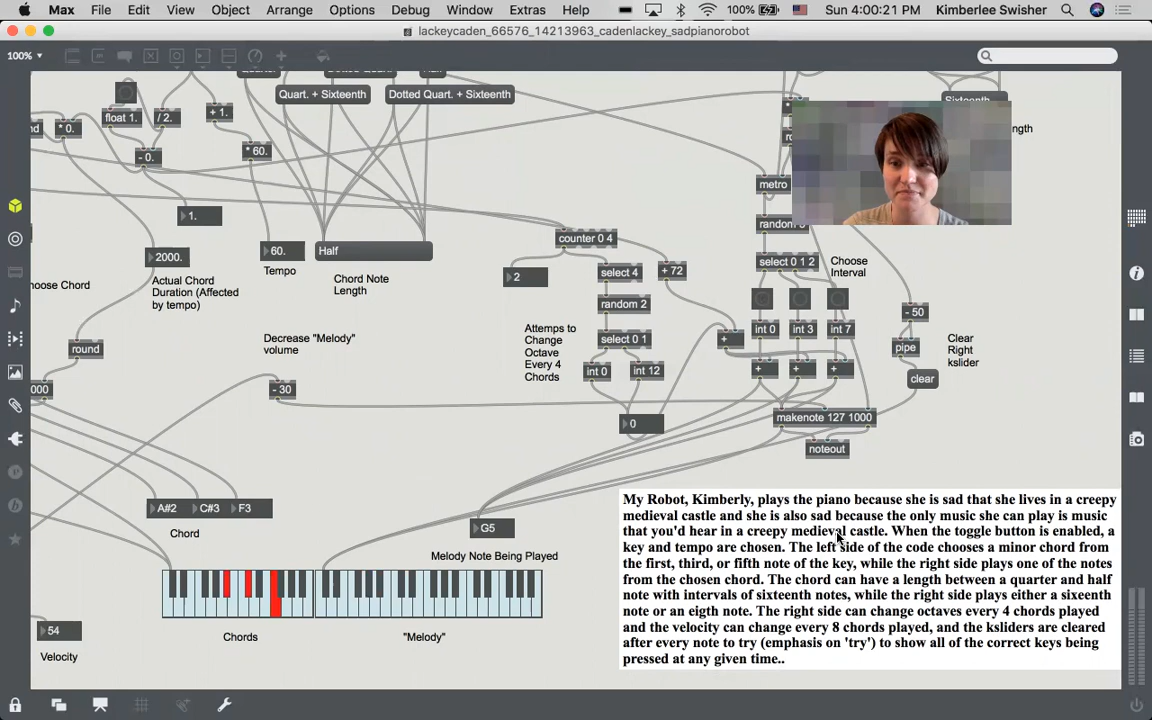 Max File Edit View Object Arrange Options Debug Window Extras Help 100% Sun 4:00:21 PM Kimberlee Swisher
lackeycaden_66576_14213963_cadenlackey_sadpianorobot
100%
Quart. + Sixteenth Dotted Quart. + Sixteenth
Sixteenth
float 1. / 2. + 1.
* 0.
- 0. * 60.
metro
1.
random
counter 0 4
60. Half
2000.
Tempo
select 0 1 2 Choose
Interval
2 select 4 + 72
Chord Note
Length
Actual Chord
Duration (Affected
by tempo)
random 2
- 50
Attemps to
Change
Octave
Every 4
Chords
select 0 1
+
int 0 int 3 int 7
Decrease "Melody"
volume
round
pipe
Clear
Right
kslider
int 0 int 12
+ + +
clear
- 30
0
makenote 127 1000
noteout
A#2 C#3 F3
Chord
G5
Melody Note Being Played
My Robot, Kimberly, plays the piano because she is sad that she lives in a creepy
medieval castle and she is also sad because the only music she can play is music
that you'd hear in a creepy medieval castle. When the toggle button is enabled, a
key and tempo are chosen. The left side of the code chooses a minor chord from
the first, third, or fifth note of the key, while the right side plays one of the notes
from the chosen chord. The chord can have a length between a quarter and half
note with intervals of sixteenth notes, while the right side plays either a sixeenth
note or an eigth note. The right side can change octaves every 4 chords played
and the velocity can change every 8 chords played, and the ksliders are cleared
after every note to try (emphasis on 'try') to show all of the correct keys being
pressed at any given time..
54
Velocity
Chords "Melody"